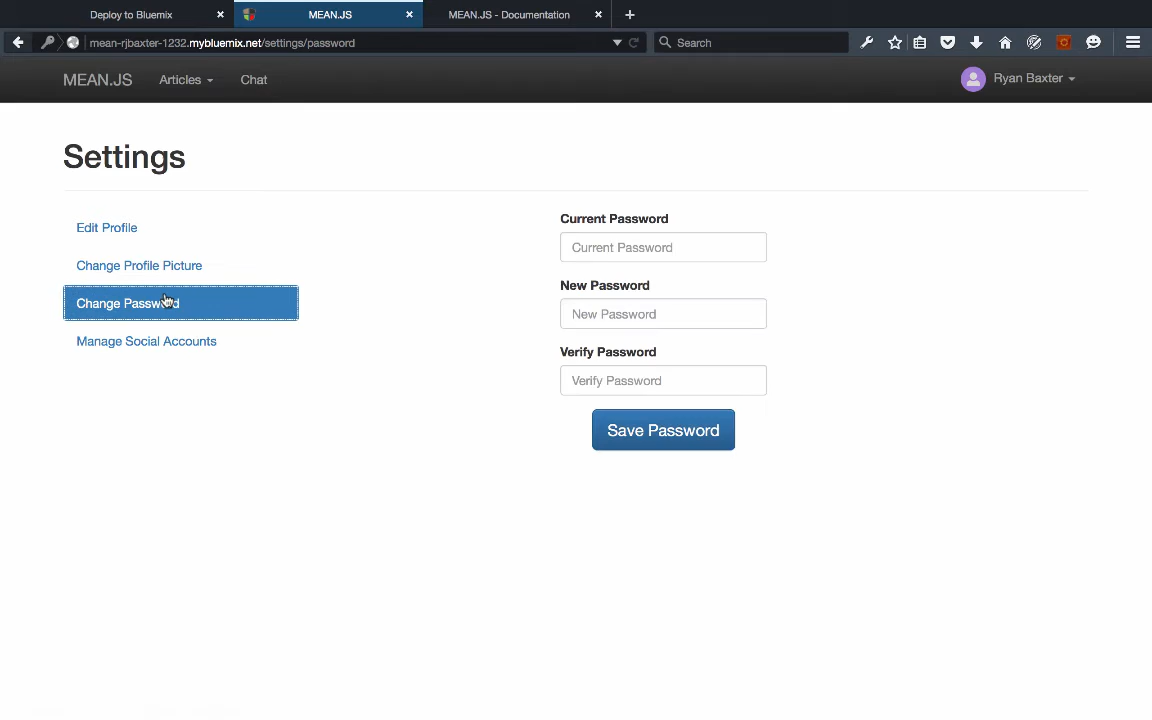 Deploy to Bluemix
MEAN.JS
MEAN.JS - Documentation
mean-rjbaxter-1232.mybluemix.net/settings/password
Search
MEAN.JS
Articles
Chat
Ryan Baxter
Settings
Edit Profile
Change Profile Picture
Change Password
Manage Social Accounts
Current Password
Current Password
New Password
New Password
Verify Password
Verify Password
Save Password